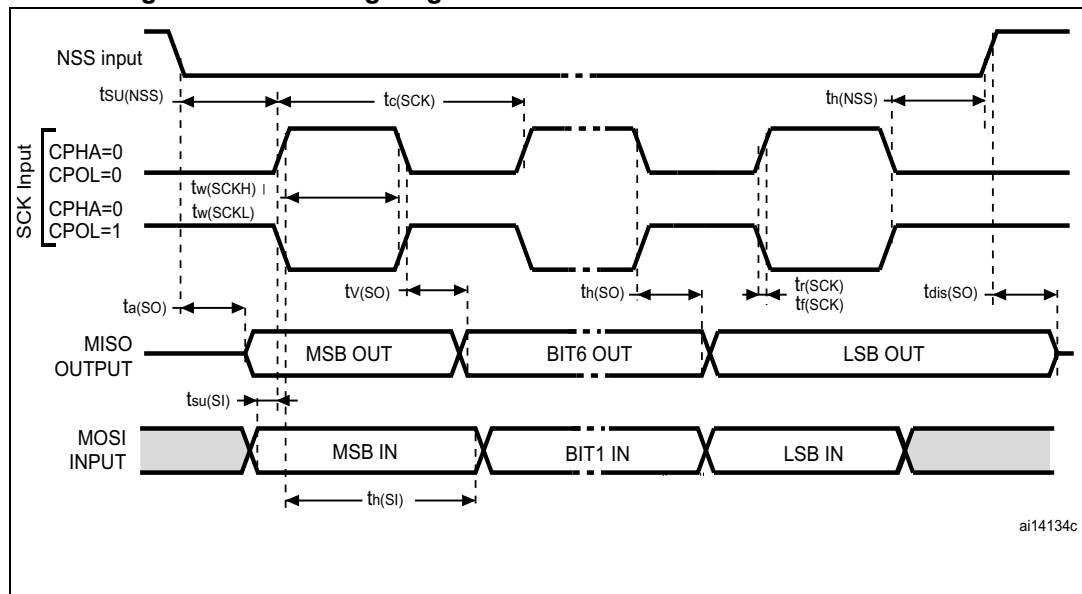 NSS input
tSU(NSS)
tc(SCK)
th(NSS)
SCK Input
CPHA=0
CPOL=0
tw(SCKH)
CPHA=0
CPOL=1
tw(SCKL)
tV(SO)
th(SO)
tr(SCK)
tf(SCK)
ta(SO)
tdis(SO)
MISO
OUTPUT
MSB OUT
BIT6 OUT
LSB OUT
tsu(SI)
MOSI
INPUT
MSB IN
BIT1 IN
LSB IN
th(SI)
ai14134c